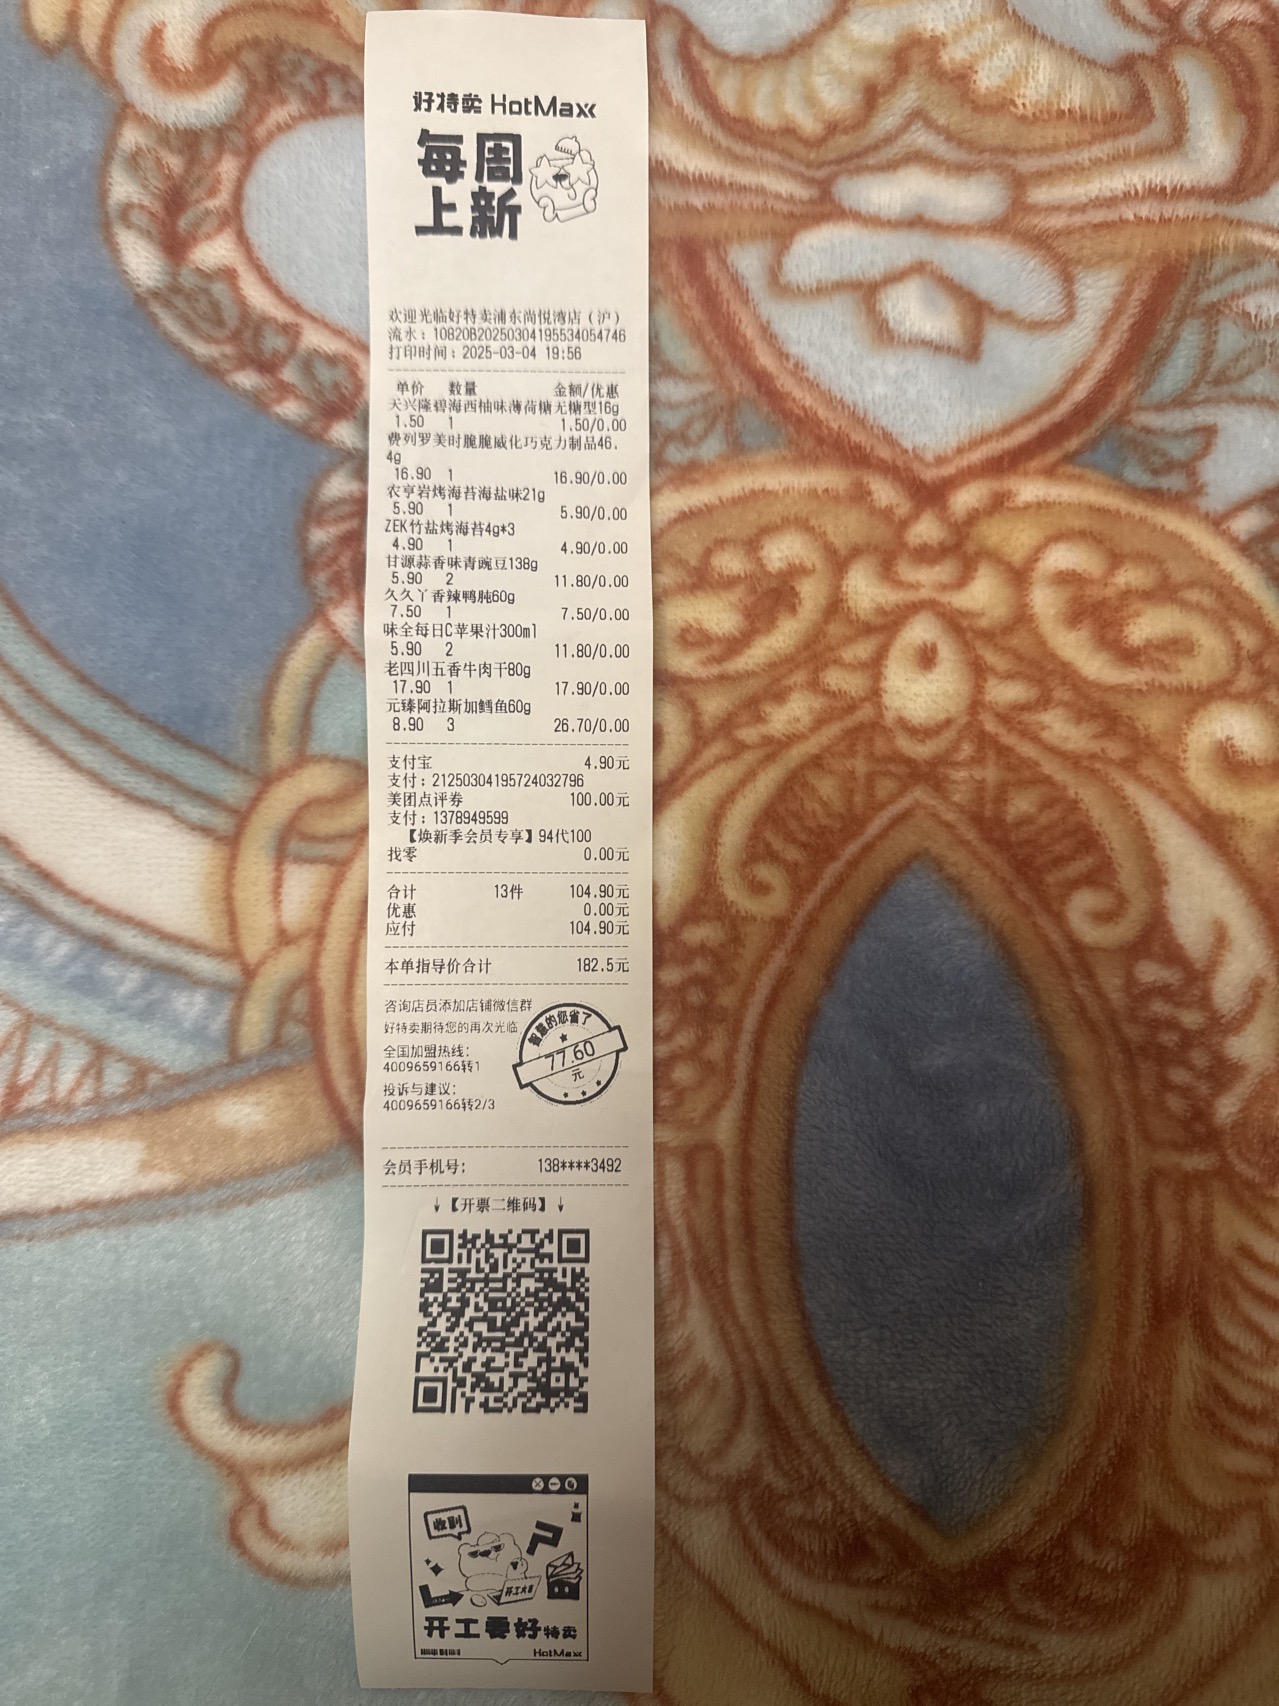 好特卖 HotMaxx
每周
上新
欢迎光临好特卖浦东尚悦湾店（沪）
流水：10820B20250304195534054746
打印时间：2025-03-04 19:56
单价 数量 金额/优惠
天兴隆碧海西柚味薄荷糖无糖型16g
1.50 1 1.50/0.00
费列罗美时脆脆威化巧克力制品46.
4g
16.90 1 16.90/0.00
农亨岩烤海苔海盐味21g
5.90 1 5.90/0.00
ZEK竹盐烤海苔4g*3
4.90 1 4.90/0.00
甘源蒜香味青豌豆138g
5.90 2 11.80/0.00
久久丫香辣鸭肫60g
7.50 1 7.50/0.00
味全每日C苹果汁300ml
5.90 2 11.80/0.00
老四川五香牛肉干80g
17.90 1 17.90/0.00
元臻阿拉斯加鳕鱼60g
8.90 3 26.70/0.00
支付宝 4.90元
支付：21250304195724032796
美团点评券 100.00元
支付：1378949599
【焕新季会员专享】94代100
找零 0.00元
合计 13件 104.90元
优惠 0.00元
应付 104.90元
本单指导价合计 182.5元
咨询店员添加店铺微信群
好特卖期待您的再次光临
智慧的您省了
77.60
元
全国加盟热线：
4009659166转1
投诉与建议：
4009659166转2/3
会员手机号： 138****3492
↓【开票二维码】↓
收到
开工大吉
开工要好特卖
HotMaxx